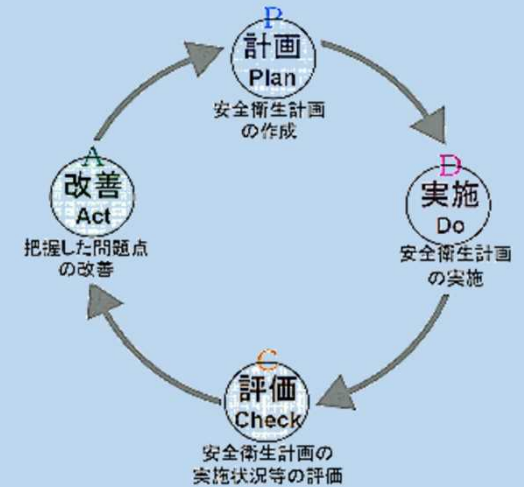 P
計画
Plan
安全衛生計画
の作成
D
実施
Do
安全衛生計画
の実施
C
評価
Check
安全衛生計画の
実施状況等の評価
A
改善
Act
把握した問題点
の改善